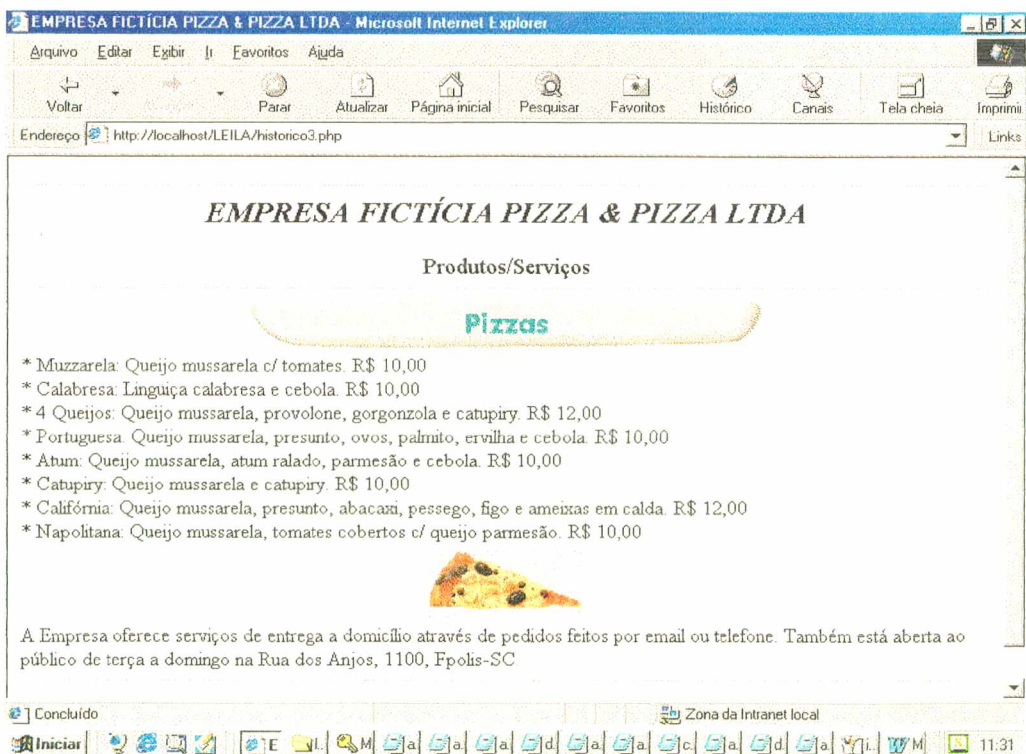 EMPRESA FICTÍCIA PIZZA & PIZZA LTDA - Microsoft Internet Explorer
Arquivo Editar Exibir Ir Favoritos Ajuda
Voltar Parar Atualizar Página inicial Pesquisar Favoritos Histórico Canais Tela cheia Imprimir
Endereço http://localhost/LEILA/historico3.php Links
EMPRESA FICTÍCIA PIZZA & PIZZA LTDA
Produtos/Serviços
Pizzas
* Muzzarela: Queijo mussarela c/ tomates. R$ 10,00
* Calabresa: Linguiça calabresa e cebola. R$ 10,00
* 4 Queijos: Queijo mussarela, provolone, gorgonzola e catupiry. R$ 12,00
* Portuguesa. Queijo mussarela, presunto, ovos, palmito, ervilha e cebola. R$ 10,00
* Atum: Queijo mussarela, atum ralado, parmesão e cebola. R$ 10,00
* Catupiry: Queijo mussarela e catupiry. R$ 10,00
* Califórnia: Queijo mussarela, presunto, abacaxi, pessego, figo e ameixas em calda. R$ 12,00
* Napolitana: Queijo mussarela, tomates cobertos c/ queijo parmesão. R$ 10,00
A Empresa oferece serviços de entrega a domicílio através de pedidos feitos por email ou telefone. Também está aberta ao
público de terça a domingo na Rua dos Anjos, 1100, Fpolis-SC
Concluído Zona da Intranet local
Iniciar E M a a a d a a c a d a M 11:31